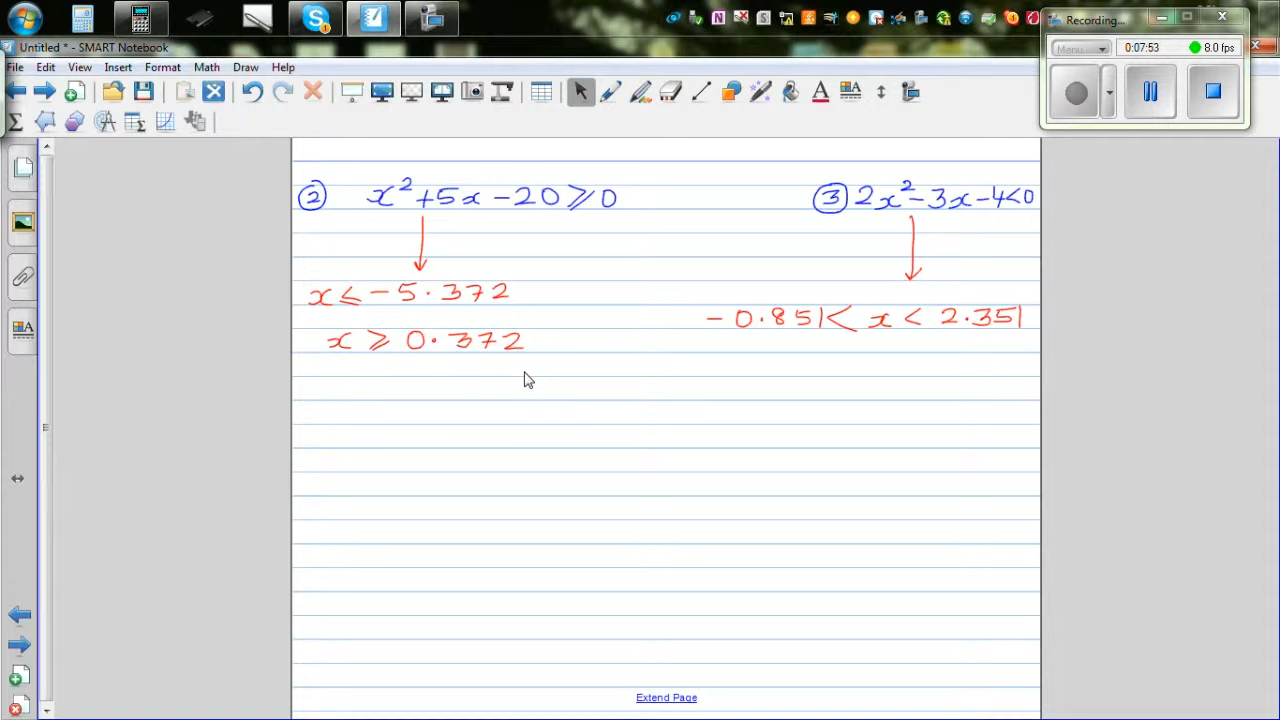 Recording...
Menu
0:07:53
8.0 fps
Untitled * - SMART Notebook
File Edit View Insert Format Math Draw Help
② x²+5x-20⩾0
③ 2x²-3x-4<0
x⩽-5.372
-0.851< x < 2.351
x ⩾ 0.372
Extend Page